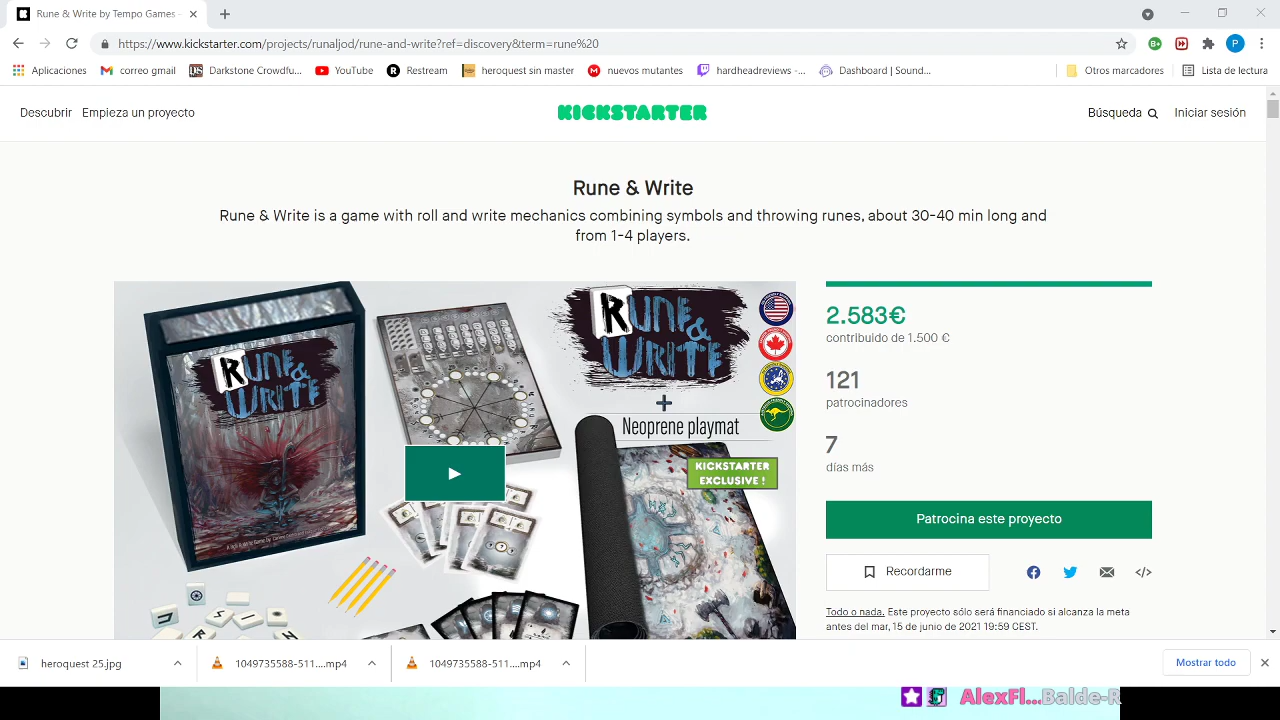 Rune & Write by Tempo Games -
https://www.kickstarter.com/projects/runaljod/rune-and-write?ref=discovery&term=rune%20
Aplicaciones
correo gmail
Darkstone Crowdfu...
YouTube
Restream
heroquest sin master
nuevos mutantes
hardheadreviews -...
Dashboard | Sound...
Otros marcadores
Lista de lectura
Descubrir
Empieza un proyecto
KICKSTARTER
Búsqueda
Iniciar sesión
Rune & Write
Rune & Write is a game with roll and write mechanics combining symbols and throwing runes, about 30-40 min long and
from 1-4 players.
RUNE &
WRITE
RUNE &
WRITE
+
Neoprene playmat
KICKSTARTER
EXCLUSIVE !
2.583€
contribuido de 1.500 €
121
patrocinadores
7
días más
Patrocina este proyecto
Recordarme
Todo o nada. Este proyecto sólo será financiado si alcanza la meta
antes del mar, 15 de junio de 2021 19:59 CEST.
heroquest 25.jpg
1049735588-511....mp4
1049735588-511....mp4
Mostrar todo
AlexFl...Balde-R